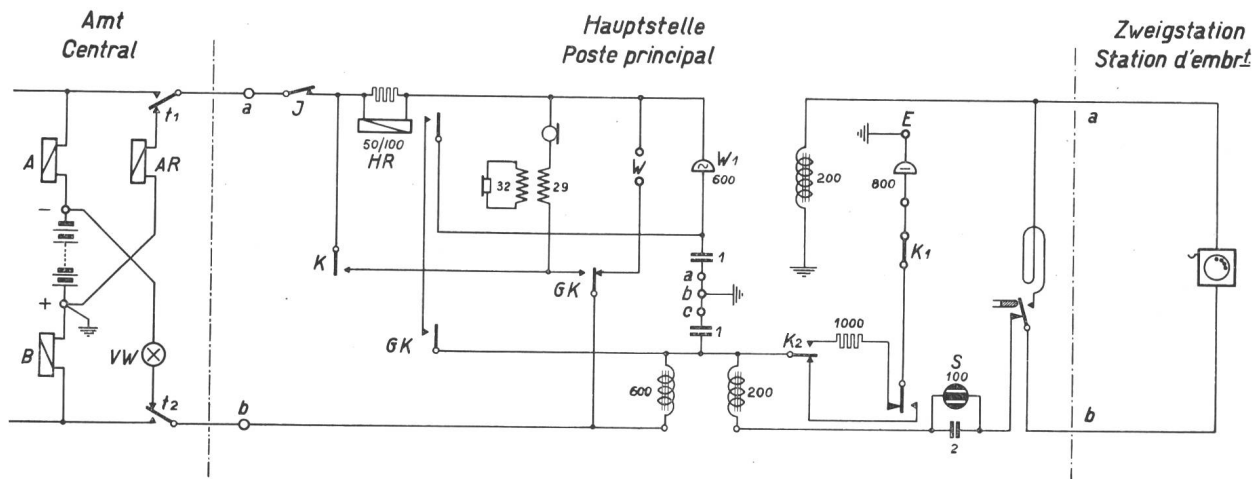 Amt
Central
Hauptstelle
Poste principal
Zweigstation
Station d'embr.t.
t1
a
J
50/100
HR
A
AR
32
29
W
W1
600
200
E
800
a
K1
-
+
K
GK
1
a
b
c
1
GK
B
VW
K2
1000
S
100
600
200
t2
b
2
b